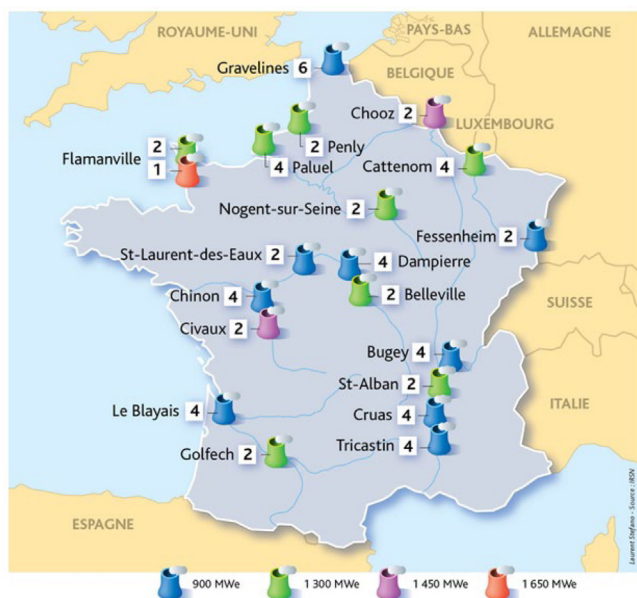 ROYAUME-UNI
PAYS-BAS
ALLEMAGNE
Gravelines 6
BELGIQUE
Chooz 2
LUXEMBOURG
2 Penly
Flamanville 2
1
4 Paluel
Cattenom 4
Nogent-sur-Seine 2
Fessenheim 2
St-Laurent-des-Eaux 2
4 Dampierre
Chinon 4
2 Belleville
SUISSE
Civaux 2
Bugey 4
St-Alban 2
ITALIE
Le Blayais 4
Cruas 4
Golfech 2
Tricastin 4
ESPAGNE
Laurent Stefano - Source : IRSN
900 MWe
1 300 MWe
1 450 MWe
1 650 MWe